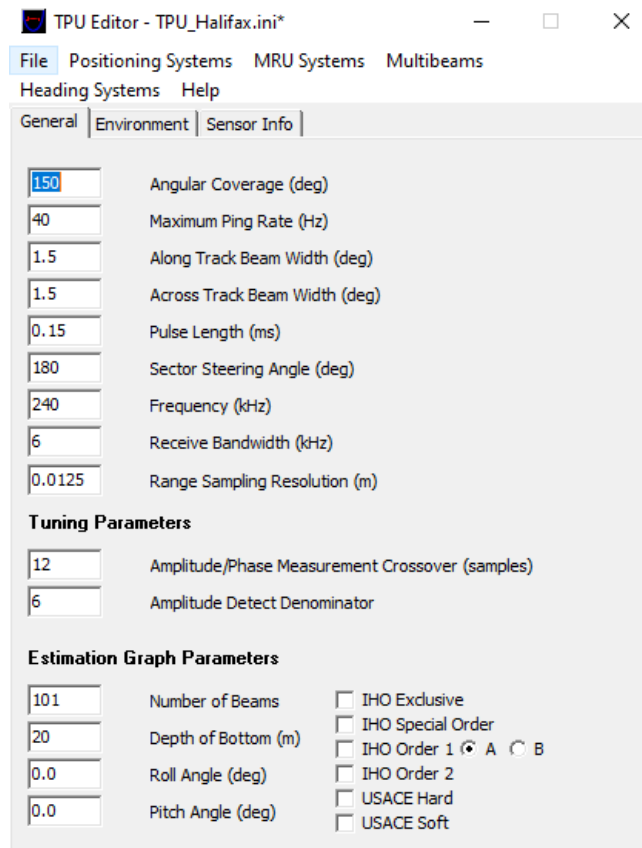 TPU Editor - TPU_Halifax.ini*
File Positioning Systems MRU Systems Multibeams
Heading Systems Help
General Environment Sensor Info
150 Angular Coverage (deg)
40 Maximum Ping Rate (Hz)
1.5 Along Track Beam Width (deg)
1.5 Across Track Beam Width (deg)
0.15 Pulse Length (ms)
180 Sector Steering Angle (deg)
240 Frequency (kHz)
6 Receive Bandwidth (kHz)
0.0125 Range Sampling Resolution (m)
Tuning Parameters
12 Amplitude/Phase Measurement Crossover (samples)
6 Amplitude Detect Denominator
Estimation Graph Parameters
101 Number of Beams
20 Depth of Bottom (m)
0.0 Roll Angle (deg)
0.0 Pitch Angle (deg)
IHO Exclusive
IHO Special Order
IHO Order 1 A B
IHO Order 2
USACE Hard
USACE Soft